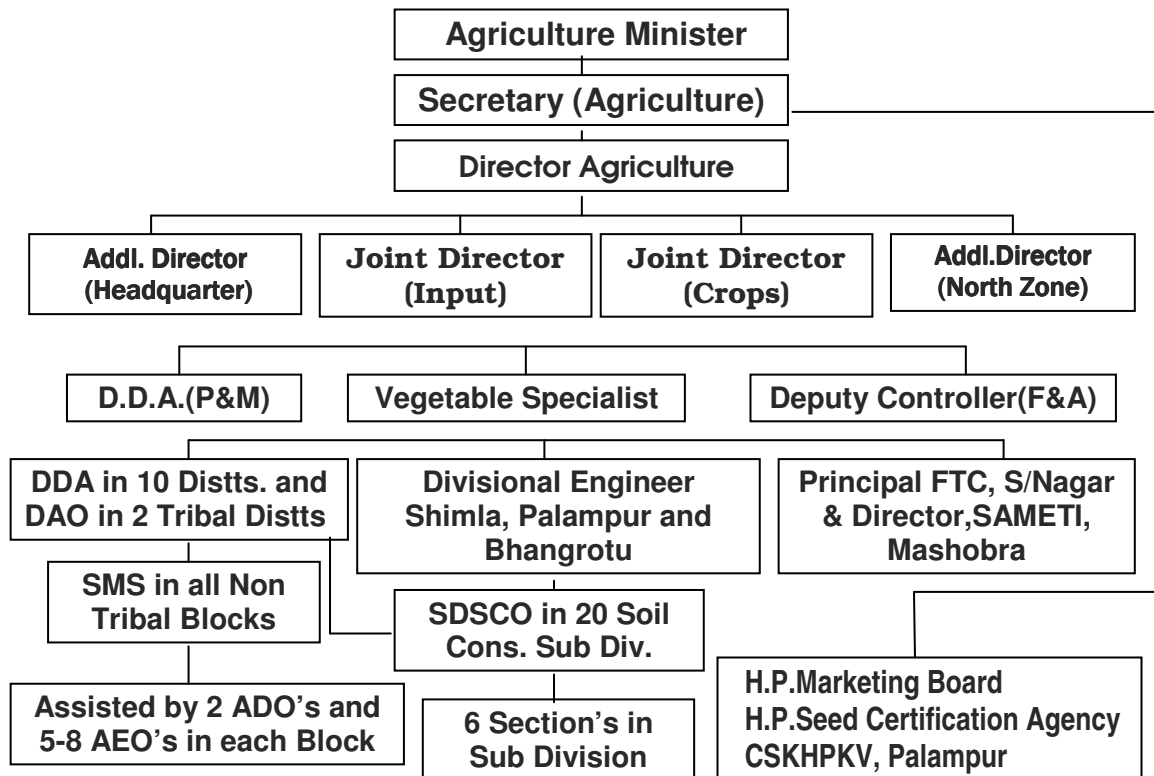 Agriculture Minister
Secretary (Agriculture)
Director Agriculture
Addl. Director
(Headquarter)
Joint Director
(Input)
Joint Director
(Crops)
Addl.Director
(North Zone)
D.D.A.(P&M)
Vegetable Specialist
Deputy Controller(F&A)
DDA in 10 Distts. and
DAO in 2 Tribal Distts
Divisional Engineer
Shimla, Palampur and
Bhangrotu
Principal FTC, S/Nagar
& Director,SAMETI,
Mashobra
SMS in all Non
Tribal Blocks
SDSCO in 20 Soil
Cons. Sub Div.
Assisted by 2 ADO's and
5-8 AEO's in each Block
6 Section's in
Sub Division
H.P.Marketing Board
H.P.Seed Certification Agency
CSKHPKV, Palampur